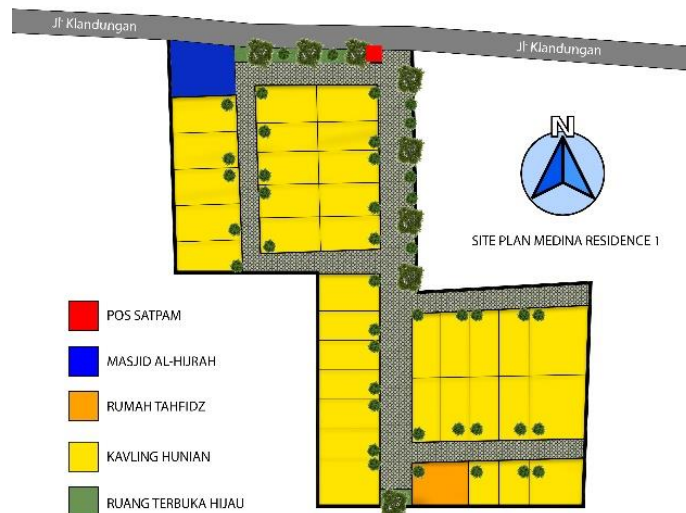 Jl Klandungan
Jl Klandungan
N
SITE PLAN MEDINA RESIDENCE 1
POS SATPAM
MASJID AL-HIJRAH
RUMAH TAHFIDZ
KAVLING HUNIAN
RUANG TERBUKA HIJAU